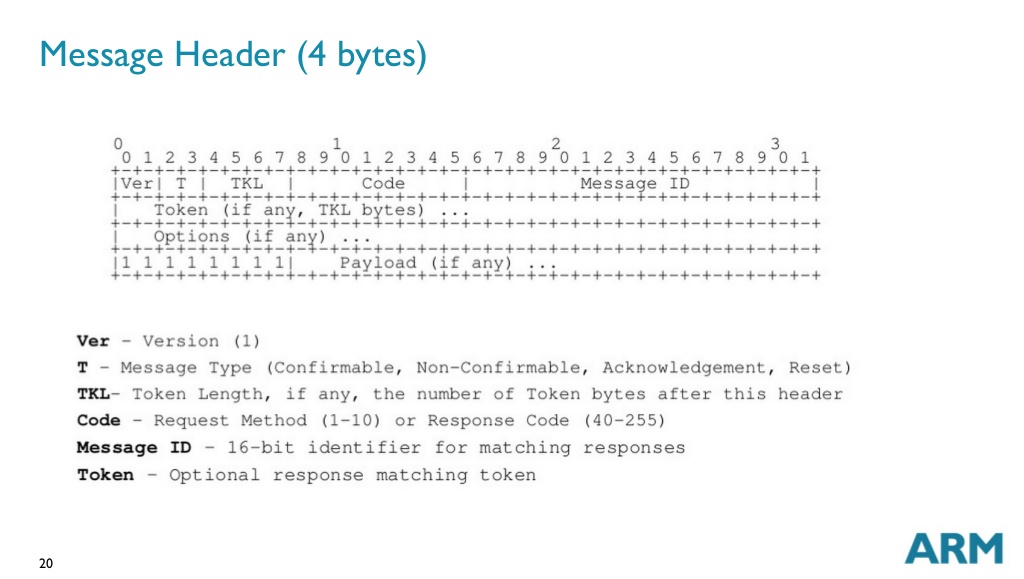 Message Header (4 bytes)
0                   1                   2                   3
0 1 2 3 4 5 6 7 8 9 0 1 2 3 4 5 6 7 8 9 0 1 2 3 4 5 6 7 8 9 0 1
+-+-+-+-+-+-+-+-+-+-+-+-+-+-+-+-+-+-+-+-+-+-+-+-+-+-+-+-+-+-+-+-+
|Ver| T |  TKL  |      Code     |          Message ID           |
+-+-+-+-+-+-+-+-+-+-+-+-+-+-+-+-+-+-+-+-+-+-+-+-+-+-+-+-+-+-+-+-+
|   Token (if any, TKL bytes) ...
+-+-+-+-+-+-+-+-+-+-+-+-+-+-+-+-+-+-+-+-+-+-+-+-+-+-+-+-+-+-+-+-+
|   Options (if any) ...
+-+-+-+-+-+-+-+-+-+-+-+-+-+-+-+-+-+-+-+-+-+-+-+-+-+-+-+-+-+-+-+-+
|1 1 1 1 1 1 1 1|    Payload (if any) ...
+-+-+-+-+-+-+-+-+-+-+-+-+-+-+-+-+-+-+-+-+-+-+-+-+-+-+-+-+-+-+-+-+
Ver - Version (1)
T - Message Type (Confirmable, Non-Confirmable, Acknowledgement, Reset)
TKL- Token Length, if any, the number of Token bytes after this header
Code - Request Method (1-10) or Response Code (40-255)
Message ID - 16-bit identifier for matching responses
Token - Optional response matching token
20
ARM